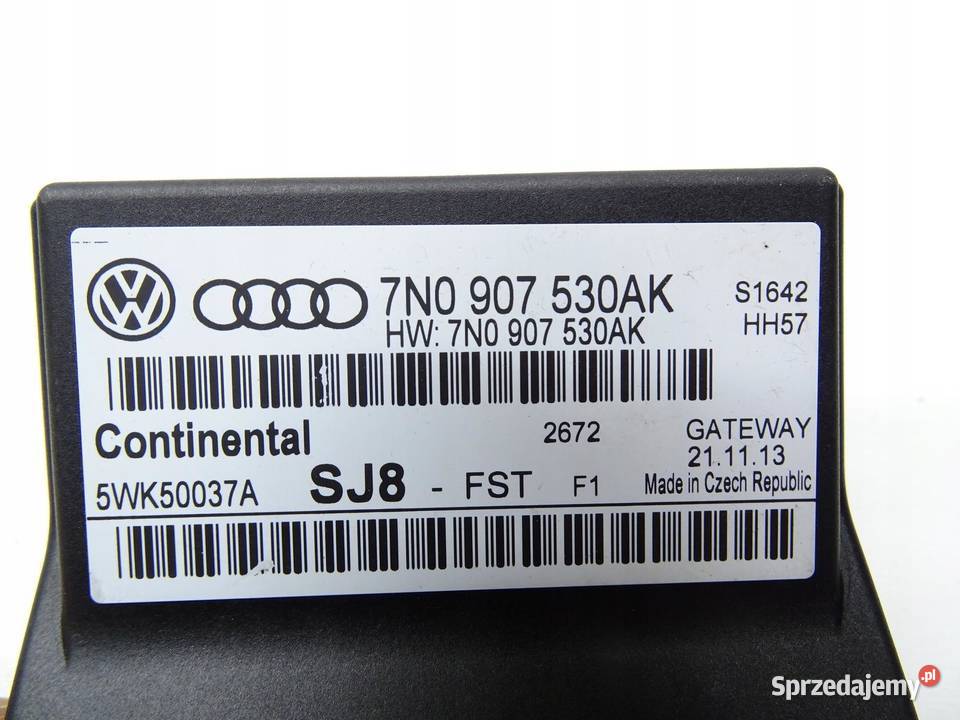 7N0 907 530AK
HW: 7N0 907 530AK
S1642
HH57
Continental
2672
GATEWAY
21.11.13
5WK50037A
SJ8 - FST F1
Made in Czech Republic
Sprzedajemy.pl